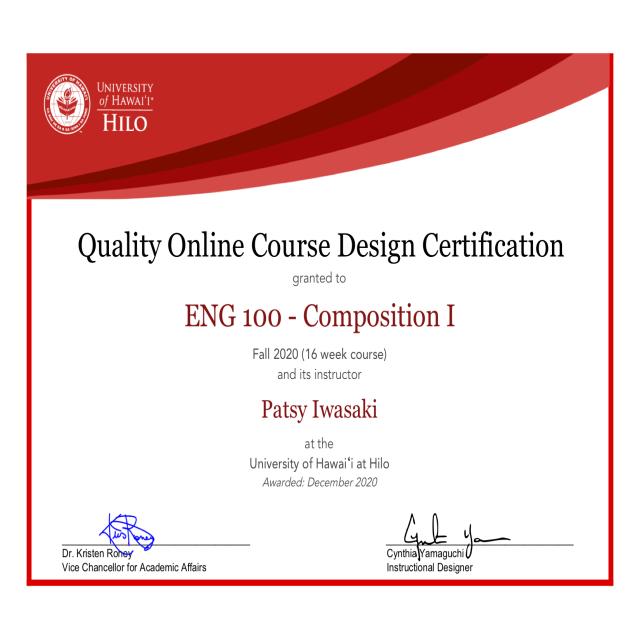 UNIVERSITY
of HAWAIʻI®
HILO
Quality Online Course Design Certification
granted to
ENG 100 - Composition I
Fall 2020 (16 week course)
and its instructor
Patsy Iwasaki
at the
University of Hawaiʻi at Hilo
Awarded: December 2020
Dr. Kristen Roney
Vice Chancellor for Academic Affairs
Cynthia Yamaguchi
Instructional Designer